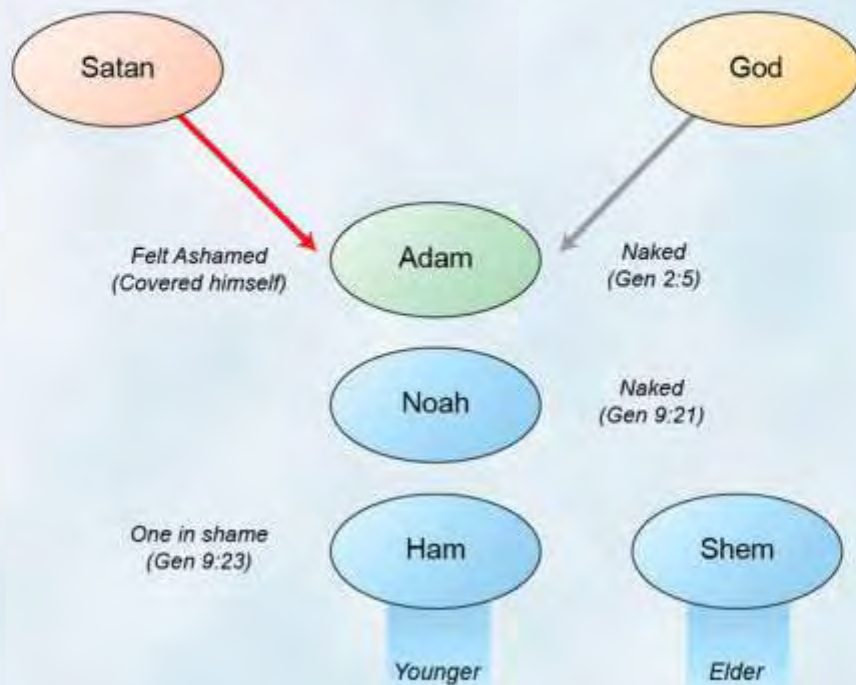 Satan
God
Felt Ashamed
(Covered himself)
Adam
Naked
(Gen 2:5)
Noah
Naked
(Gen 9:21)
One in shame
(Gen 9:23)
Ham
Shem
Younger
Elder